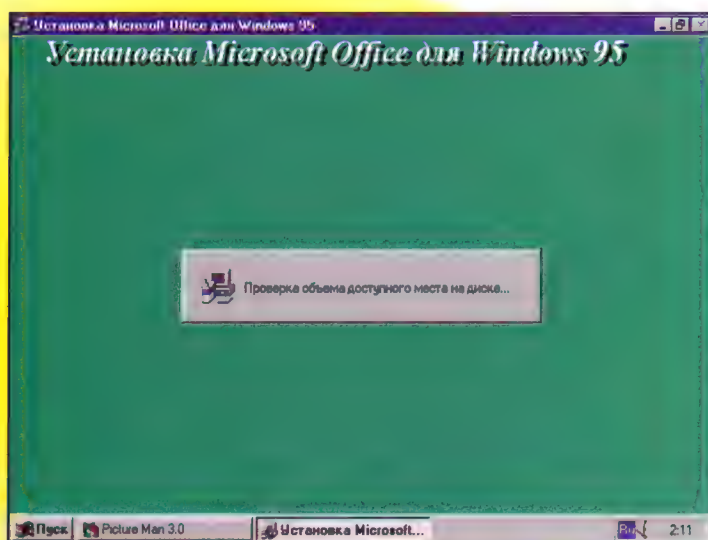 Установка Microsoft Office для Windows 95
Установка Microsoft Office для Windows 95
Проверка объема доступного места на диске...
Пуск Picture Man 3.0 Установка Microsoft... Ru 2:11